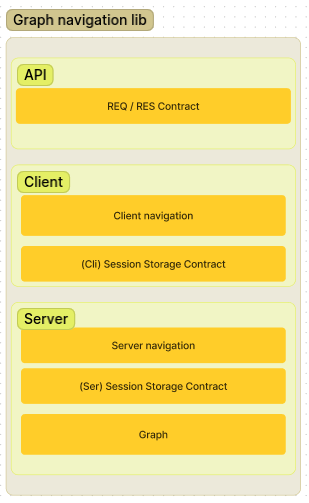 Graph navigation lib
API
REQ / RES Contract
Client
Client navigation
(Cli) Session Storage Contract
Server
Server navigation
(Ser) Session Storage Contract
Graph